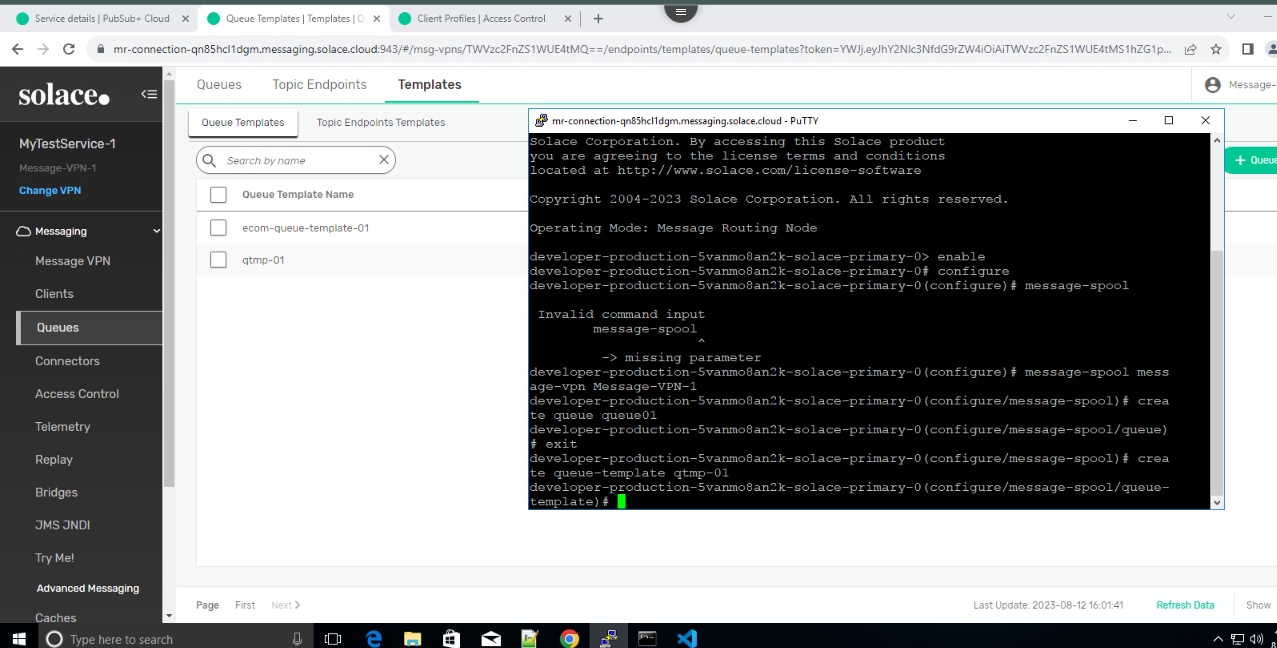 Service details | PubSub+ Cloud
Queue Templates | Templates | Q
Client Profiles | Access Control
mr-connection-qn85hcl1dgm.messaging.solace.cloud:943/#/msg-vpns/TWVzc2FnZS1WUE4tMQ==/endpoints/templates/queue-templates?token=YWJj.eyJhY2Nlc3NfdG9rZW4iOiAiTWVzc2FnZS1WUE4tMS1hZG1p...
solace.
Queues Topic Endpoints Templates
Message-
Queue Templates Topic Endpoints Templates
MyTestService-1
Message-VPN-1
Change VPN
Search by name
+ Queue
Queue Template Name
ecom-queue-template-01
qtmp-01
Messaging
Message VPN
Clients
Queues
Connectors
Access Control
Telemetry
Replay
Bridges
JMS JNDI
Try Me!
Advanced Messaging
Caches
mr-connection-qn85hcl1dgm.messaging.solace.cloud - PuTTY
Solace Corporation. By accessing this Solace product
you are agreeing to the license terms and conditions
located at http://www.solace.com/license-software
Copyright 2004-2023 Solace Corporation. All rights reserved.
Operating Mode: Message Routing Node
developer-production-5vanmo8an2k-solace-primary-0> enable
developer-production-5vanmo8an2k-solace-primary-0# configure
developer-production-5vanmo8an2k-solace-primary-0(configure)# message-spool
Invalid command input
message-spool
^
-> missing parameter
developer-production-5vanmo8an2k-solace-primary-0(configure)# message-spool mess
age-vpn Message-VPN-1
developer-production-5vanmo8an2k-solace-primary-0(configure/message-spool)# crea
te queue queue01
developer-production-5vanmo8an2k-solace-primary-0(configure/message-spool/queue)
# exit
developer-production-5vanmo8an2k-solace-primary-0(configure/message-spool)# crea
te queue-template qtmp-01
developer-production-5vanmo8an2k-solace-primary-0(configure/message-spool/queue-
template)#
Page First Next
Last Update: 2023-08-12 16:01:41 Refresh Data Show
Type here to search